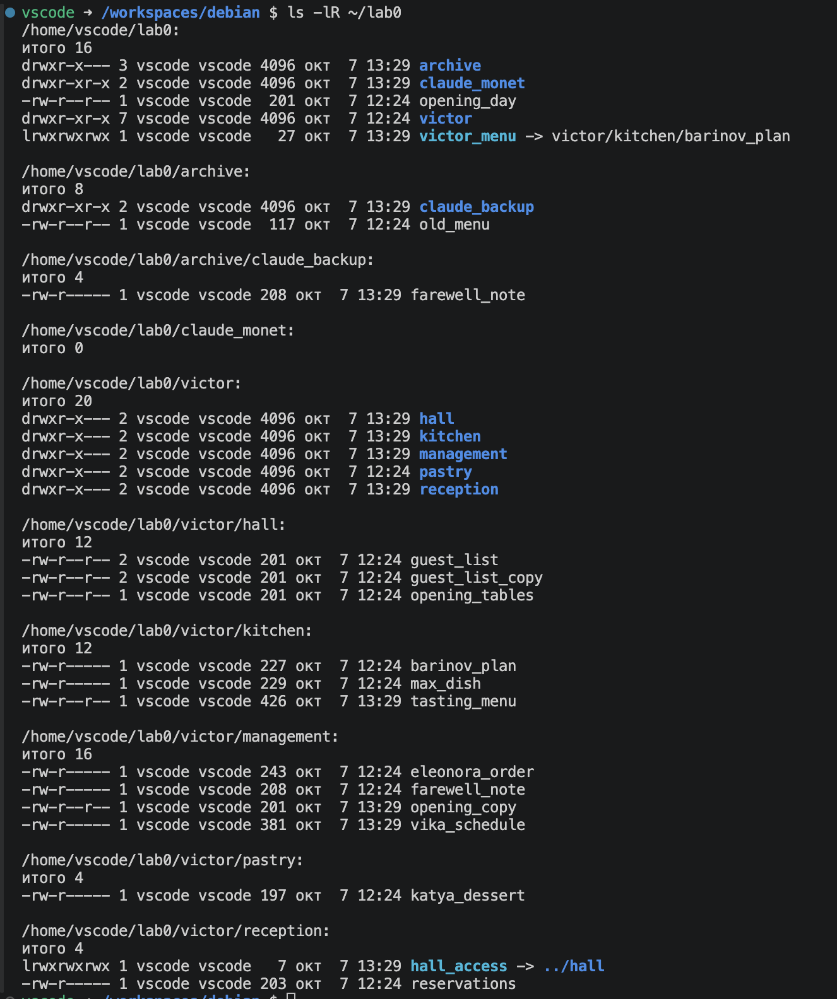 vscode → /workspaces/debian $ ls -lR ~/lab0
/home/vscode/lab0:
итого 16
drwxr-x--- 3 vscode vscode 4096 окт  7 13:29 archive
drwxr-xr-x 2 vscode vscode 4096 окт  7 13:29 claude_monet
-rw-r--r-- 1 vscode vscode  201 окт  7 12:24 opening_day
drwxr-xr-x 7 vscode vscode 4096 окт  7 12:24 victor
lrwxrwxrwx 1 vscode vscode   27 окт  7 13:29 victor_menu -> victor/kitchen/barinov_plan

/home/vscode/lab0/archive:
итого 8
drwxr-xr-x 2 vscode vscode 4096 окт  7 13:29 claude_backup
-rw-r--r-- 1 vscode vscode  117 окт  7 12:24 old_menu

/home/vscode/lab0/archive/claude_backup:
итого 4
-rw-r----- 1 vscode vscode 208 окт  7 13:29 farewell_note

/home/vscode/lab0/claude_monet:
итого 0

/home/vscode/lab0/victor:
итого 20
drwxr-x--- 2 vscode vscode 4096 окт  7 13:29 hall
drwxr-x--- 2 vscode vscode 4096 окт  7 13:29 kitchen
drwxr-x--- 2 vscode vscode 4096 окт  7 13:29 management
drwxr-x--- 2 vscode vscode 4096 окт  7 12:24 pastry
drwxr-x--- 2 vscode vscode 4096 окт  7 13:29 reception

/home/vscode/lab0/victor/hall:
итого 12
-rw-r--r-- 2 vscode vscode 201 окт  7 12:24 guest_list
-rw-r--r-- 2 vscode vscode 201 окт  7 12:24 guest_list_copy
-rw-r--r-- 1 vscode vscode 201 окт  7 12:24 opening_tables

/home/vscode/lab0/victor/kitchen:
итого 12
-rw-r----- 1 vscode vscode 227 окт  7 12:24 barinov_plan
-rw-r----- 1 vscode vscode 229 окт  7 12:24 max_dish
-rw-r--r-- 1 vscode vscode 426 окт  7 13:29 tasting_menu

/home/vscode/lab0/victor/management:
итого 16
-rw-r----- 1 vscode vscode 243 окт  7 12:24 eleonora_order
-rw-r----- 1 vscode vscode 208 окт  7 12:24 farewell_note
-rw-r--r-- 1 vscode vscode 201 окт  7 13:29 opening_copy
-rw-r----- 1 vscode vscode 381 окт  7 13:29 vika_schedule

/home/vscode/lab0/victor/pastry:
итого 4
-rw-r----- 1 vscode vscode 197 окт  7 12:24 katya_dessert

/home/vscode/lab0/victor/reception:
итого 4
lrwxrwxrwx 1 vscode vscode   7 окт  7 13:29 hall_access -> ../hall
-rw-r----- 1 vscode vscode 203 окт  7 12:24 reservations
vscode → /workspaces/debian $